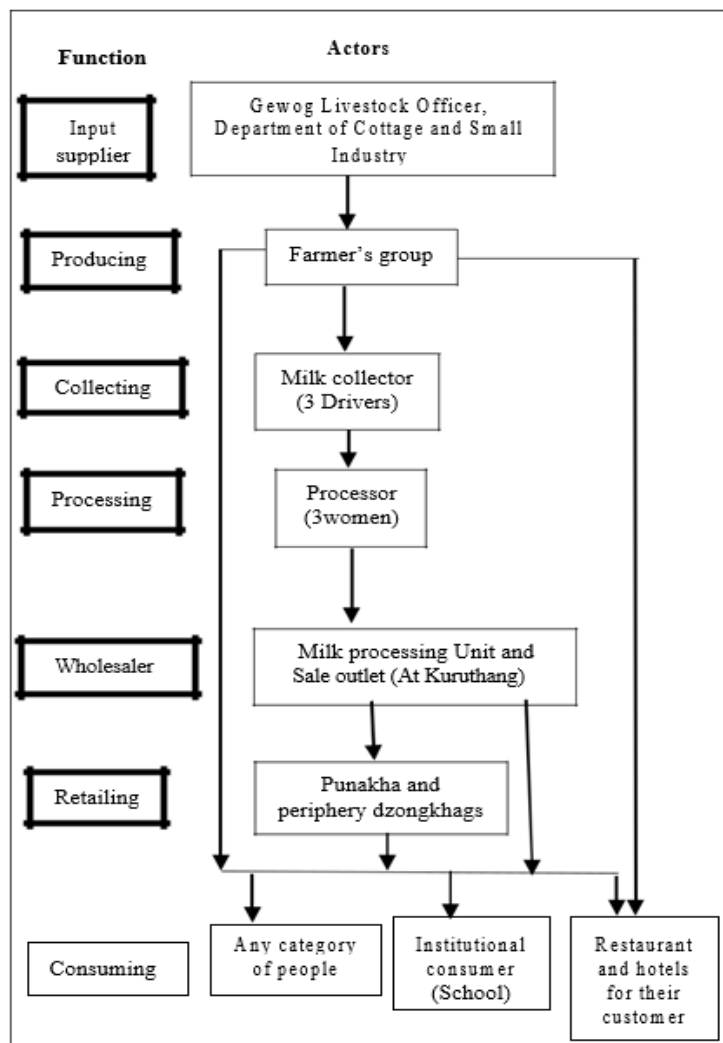 Function
Actors
Input
supplier
Gewog Livestock Officer,
Department of Cottage and Small
Industry
Producing
Farmer’s group
Collecting
Milk collector
(3 Drivers)
Processing
Processor
(3women)
Wholesaler
Milk processing Unit and
Sale outlet (At Kuruthang)
Retailing
Punakha and
periphery dzongkhags
Consuming
Any category
of people
Institutional
consumer
(School)
Restaurant
and hotels
for their
customer